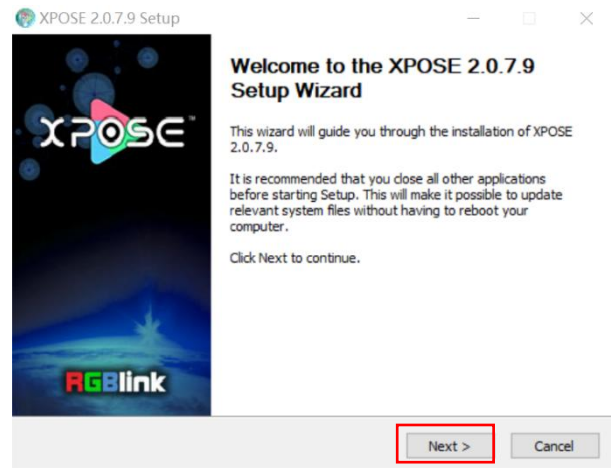 XPOSE 2.0.7.9 Setup
XPOSE™
RGBlink
Welcome to the XPOSE 2.0.7.9
Setup Wizard
This wizard will guide you through the installation of XPOSE
2.0.7.9.
It is recommended that you close all other applications
before starting Setup. This will make it possible to update
relevant system files without having to reboot your
computer.
Click Next to continue.
Next >
Cancel